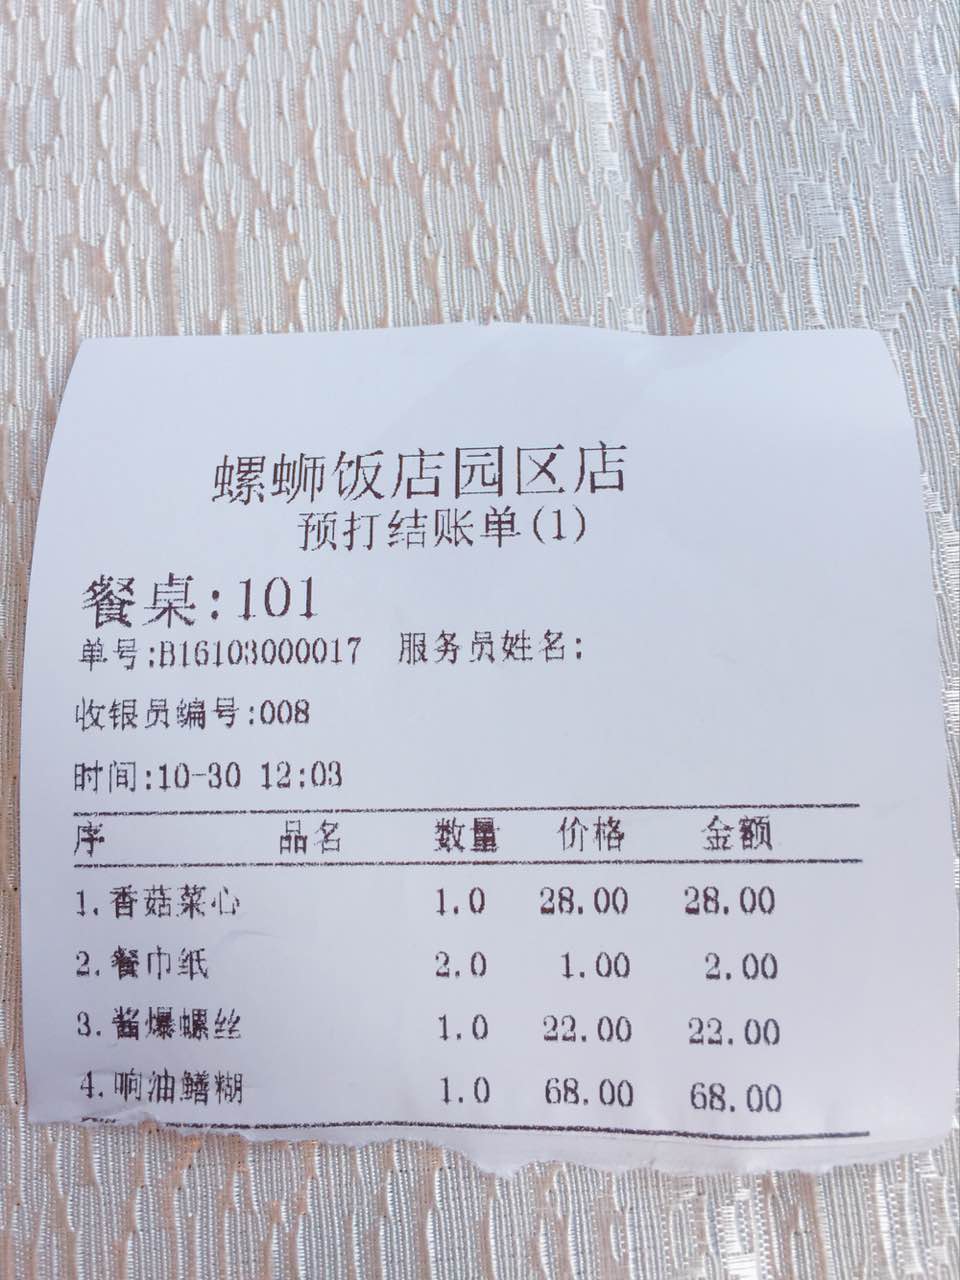 螺蛳饭店园区店
预打结账单(1)
餐桌:101
单号:B16103000017 服务员姓名:
收银员编号:008
时间:10-30 12:03
序 品名 数量 价格 金额
1.香菇菜心 1.0 28.00 28.00
2.餐巾纸 2.0 1.00 2.00
3.酱爆螺丝 1.0 22.00 22.00
4.响油鳝糊 1.0 68.00 68.00